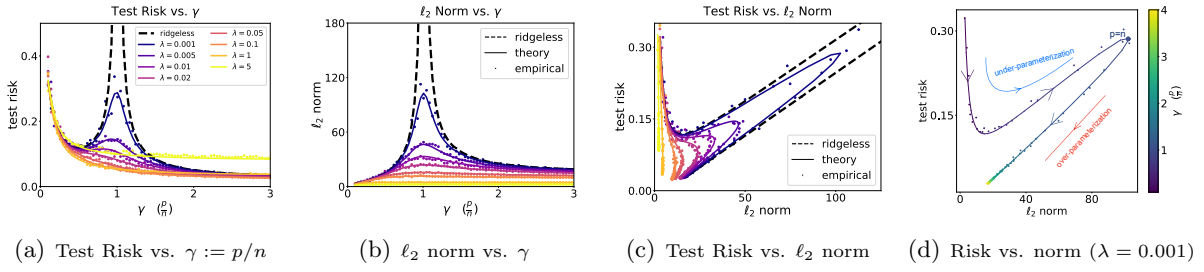 Test Risk vs. γ
test risk
0.4
0.2
0.0
0
1
2
3
γ (p/n)
ridgeless
λ = 0.001
λ = 0.005
λ = 0.01
λ = 0.02
λ = 0.05
λ = 0.1
λ = 1
λ = 5
(a) Test Risk vs. γ := p/n
ℓ₂ Norm vs. γ
ℓ₂ norm
180
120
60
0
0
1
2
3
γ (p/n)
ridgeless
theory
empirical
(b) ℓ₂ norm vs. γ
Test Risk vs. ℓ₂ Norm
test risk
0.30
0.15
0.00
0
25
50
75
100
ℓ₂ norm
ridgeless
theory
empirical
(c) Test Risk vs. ℓ₂ norm
test risk
0.30
0.15
0
40
80
ℓ₂ norm
p=n
under-parameterization
over-parameterization
4
3
2
1
γ (p/n)
(d) Risk vs. norm (λ = 0.001)